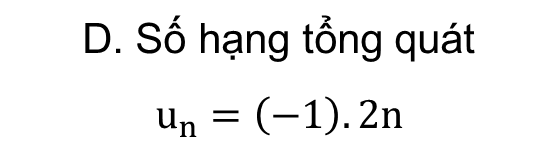 D. Số hạng tổng quát
uₙ = (−1). 2n